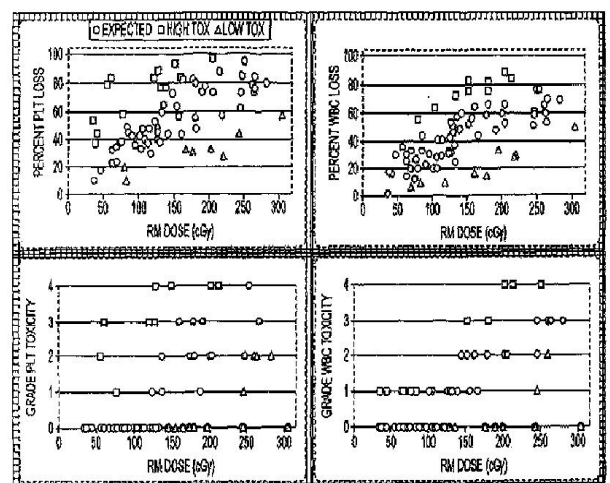 EXPECTED HIGH TOX LOW TOX
PERCENT PLT LOSS
100
80
60
40
20
0
0 50 100 150 200 250 300
RM DOSE (cGy)
PERCENT WBC LOSS
100
80
60
40
20
0
0 50 100 150 200 250 300
RM DOSE (cGy)
GRADE PLT TOXICITY
4
3
2
1
0
0 50 100 150 200 250 300
RM DOSE (cGy)
GRADE WBC TOXICITY
4
3
2
1
0
0 50 100 150 200 250 300
RM DOSE (cGy)